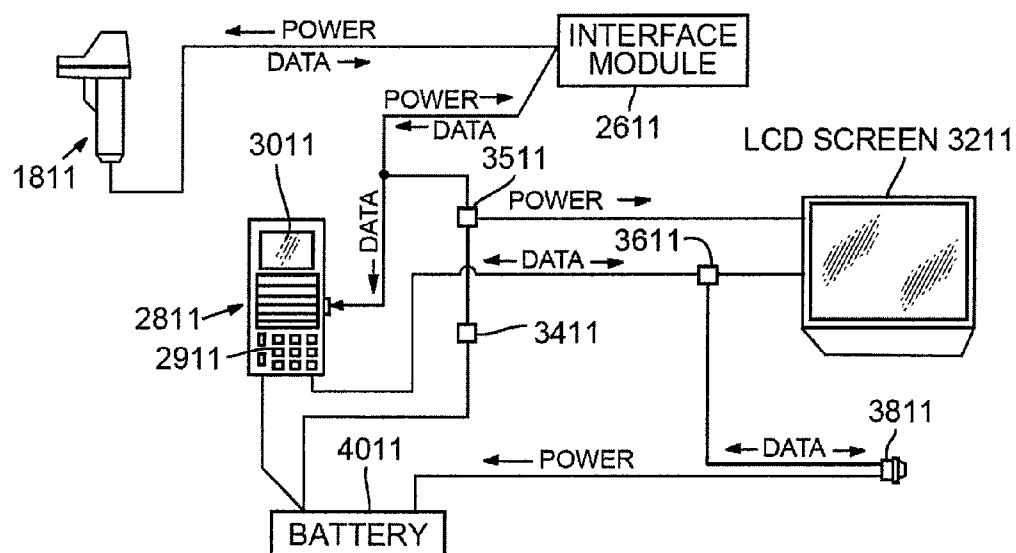 ← POWER
DATA →
INTERFACE
MODULE
2611
POWER →
← DATA
1811
3011
3511
LCD SCREEN 3211
POWER →
DATA →
3611
← DATA →
2811
2911
3411
3811
← DATA →
4011
← POWER
BATTERY